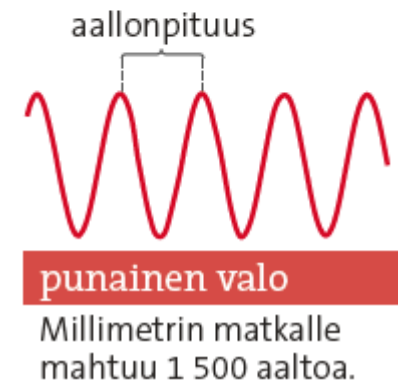 aallonpituus
punainen valo
Millimetrin matkalle
mahtuu 1 500 aaltoa.